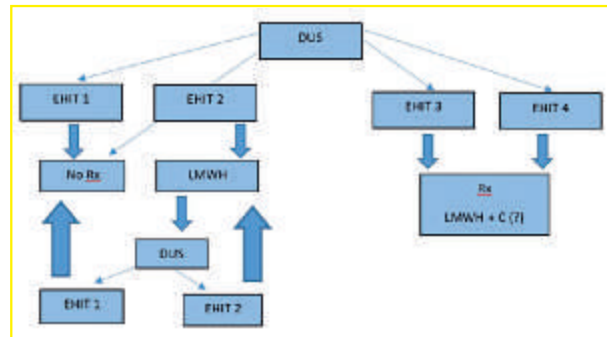 DUS
EHIT 1
EHIT 2
EHIT 3
EHIT 4
No Rx
LMWH
Rx
LMWH + C (?)
DUS
EHIT 1
EHIT 2